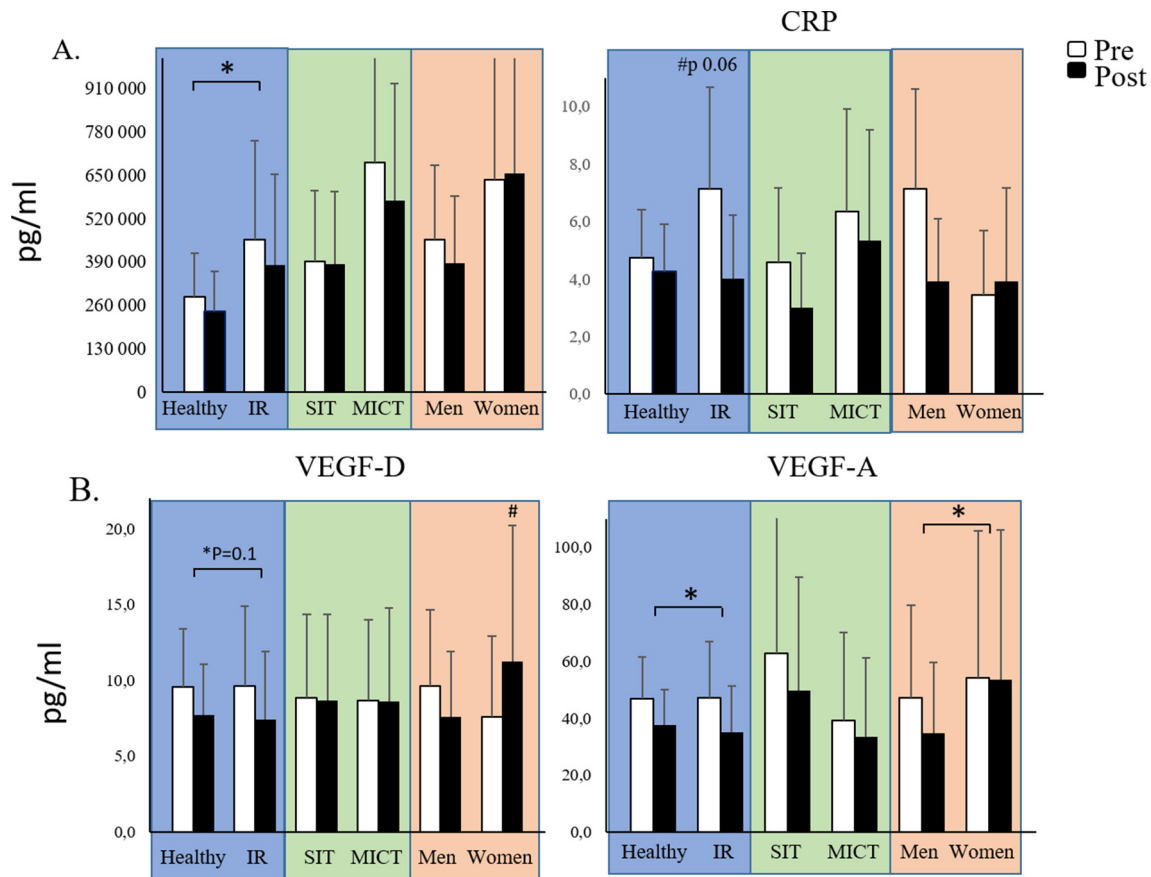 CRP
A.
Pre
Post
pg/ml
910 000
780 000
650 000
520 000
390 000
260 000
130 000
0
*
Healthy IR SIT MICT Men Women
#p 0.06
10,0
8,0
6,0
4,0
2,0
0,0
Healthy IR SIT MICT Men Women
B.
VEGF-D
pg/ml
20,0
15,0
10,0
5,0
0,0
*P=0.1
#
Healthy IR SIT MICT Men Women
VEGF-A
100,0
80,0
60,0
40,0
20,0
0,0
*
*
Healthy IR SIT MICT Men Women